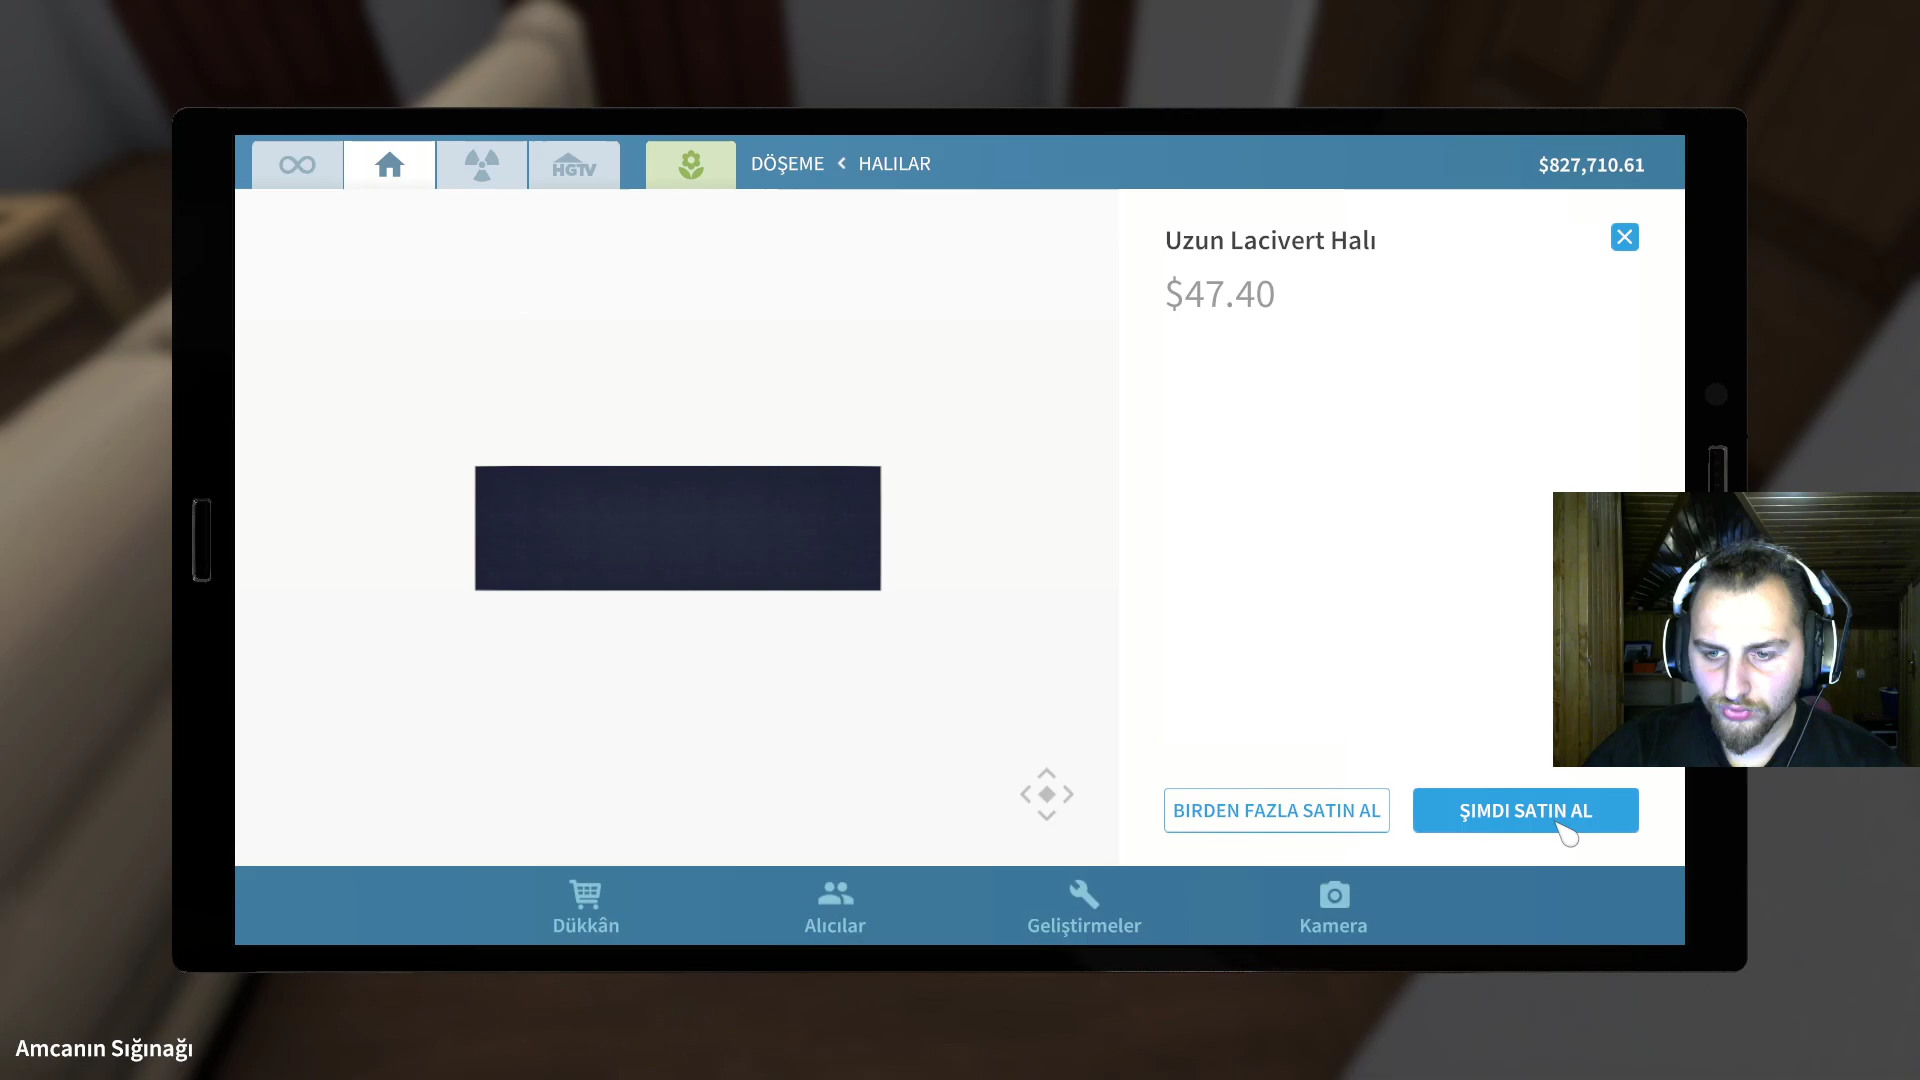 HGTV
DÖŞEME < HALILAR
$827,710.61
Uzun Lacivert Halı
$47.40
BIRDEN FAZLA SATIN AL
ŞIMDI SATIN AL
Dükkân
Alıcılar
Geliştirmeler
Kamera
Amcanın Sığınağı